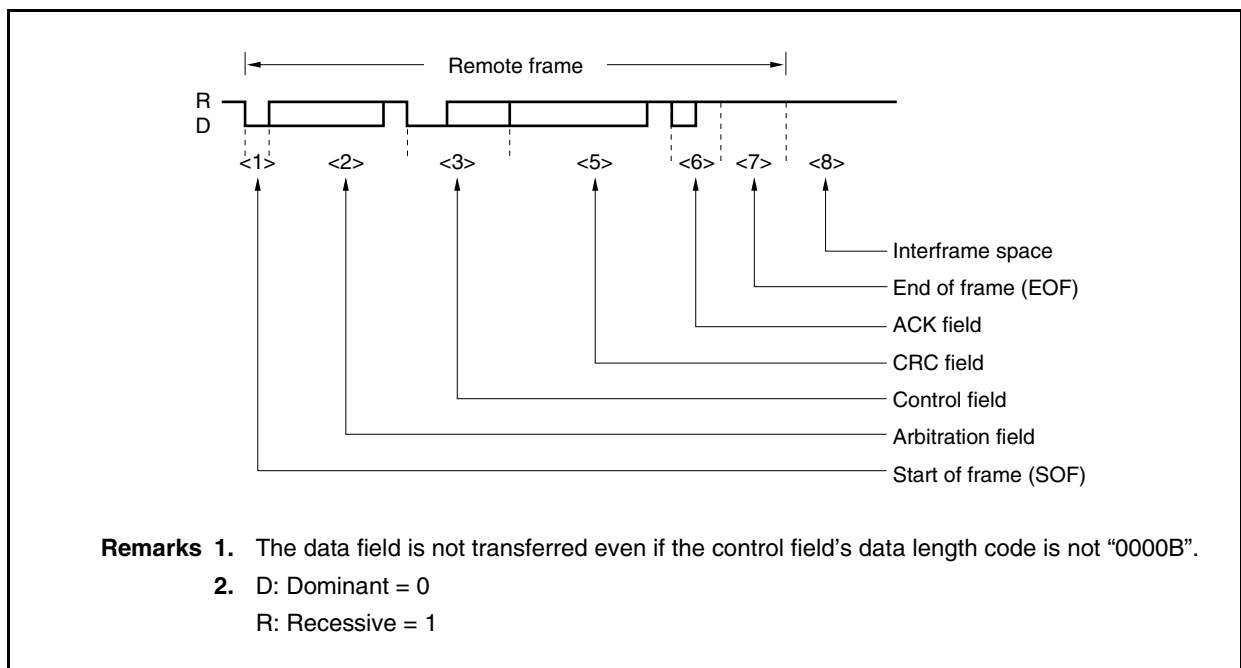 Remote frame
R
D
<1> <2> <3> <5> <6> <7> <8>
Interframe space
End of frame (EOF)
ACK field
CRC field
Control field
Arbitration field
Start of frame (SOF)
Remarks 1. The data field is not transferred even if the control field’s data length code is not “0000B”.
2. D: Dominant = 0
R: Recessive = 1